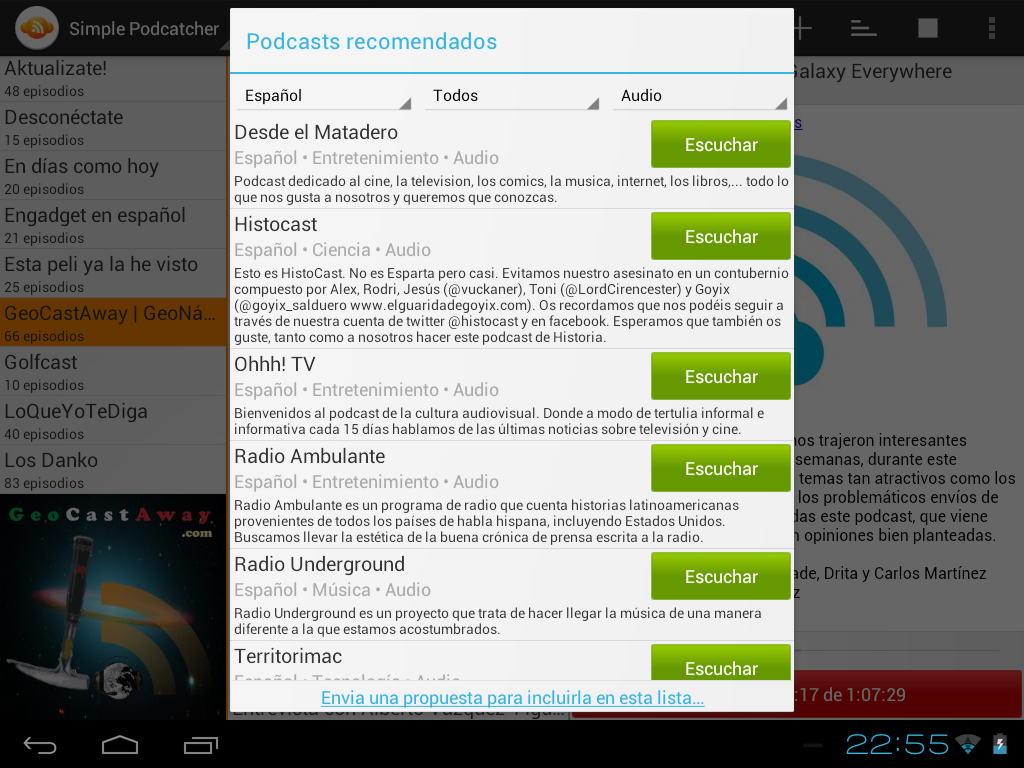 Simple Podcatcher
Aktualizate!
48 episodios
Desconéctate
15 episodios
En días como hoy
20 episodios
Engadget en español
21 episodios
Esta peli ya la he visto
25 episodios
GeoCastAway | GeoNá...
66 episodios
Golfcast
10 episodios
LoQueYoTeDiga
40 episodios
Los Danko
83 episodios
GeoCastAway
.com
Podcasts recomendados
Español
Todos
Audio
Desde el Matadero
Español • Entretenimiento • Audio
Escuchar
Podcast dedicado al cine, la television, los comics, la musica, internet, los libros,... todo lo
que nos gusta a nosotros y queremos que conozcas.
Histocast
Español • Ciencia • Audio
Escuchar
Esto es HistoCast. No es Esparta pero casi. Evitamos nuestro asesinato en un contubernio
compuesto por Alex, Rodri, Jesús (@vuckaner), Toni (@LordCirencester) y Goyix
(@goyix_salduero www.elguaridadegoyix.com). Os recordamos que nos podéis seguir a
través de nuestra cuenta de twitter @histocast y en facebook. Esperamos que también os
guste, tanto como a nosotros hacer este podcast de Historia.
Ohhh! TV
Español • Entretenimiento • Audio
Escuchar
Bienvenidos al podcast de la cultura audiovisual. Donde a modo de tertulia informal e
informativa cada 15 días hablamos de las últimas noticias sobre televisión y cine.
Radio Ambulante
Español • Entretenimiento • Audio
Escuchar
Radio Ambulante es un programa de radio que cuenta historias latinoamericanas
provenientes de todos los países de habla hispana, incluyendo Estados Unidos.
Buscamos llevar la estética de la buena crónica de prensa escrita a la radio.
Radio Underground
Español • Música • Audio
Escuchar
Radio Underground es un proyecto que trata de hacer llegar la música de una manera
diferente a la que estamos acostumbrados.
Territorimac
Español • Tecnología • Audio
Escuchar
Envia una propuesta para incluirla en esta lista...
Galaxy Everywhere
s
nos trajeron interesantes
semanas, durante este
temas tan atractivos como los
los problemáticos envíos de
das este podcast, que viene
n opiniones bien planteadas.
ade, Drita y Carlos Martínez
z
:17 de 1:07:29
22:55